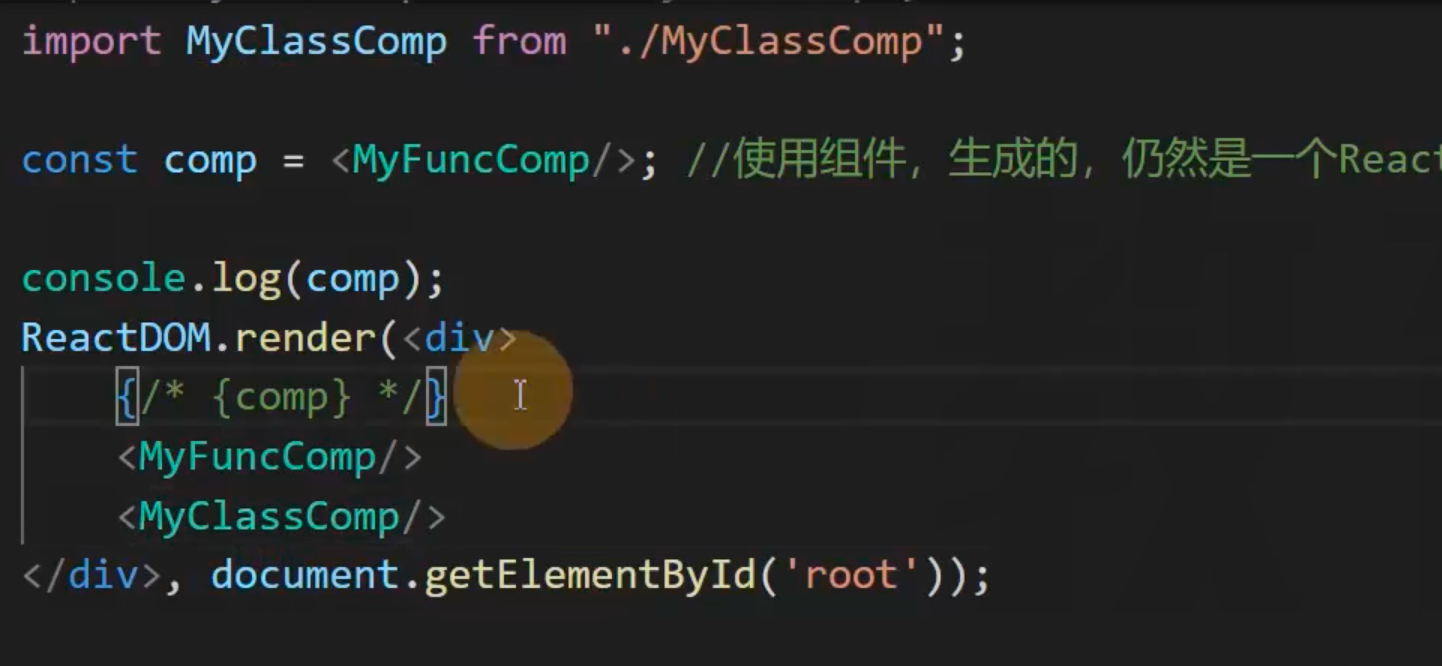 import MyClassComp from "./MyClassComp";
const comp = <MyFuncComp/>; //使用组件，生成的，仍然是一个React
console.log(comp);
ReactDOM.render(<div>
{/* {comp} */}
<MyFuncComp/>
<MyClassComp/>
</div>, document.getElementById('root'));